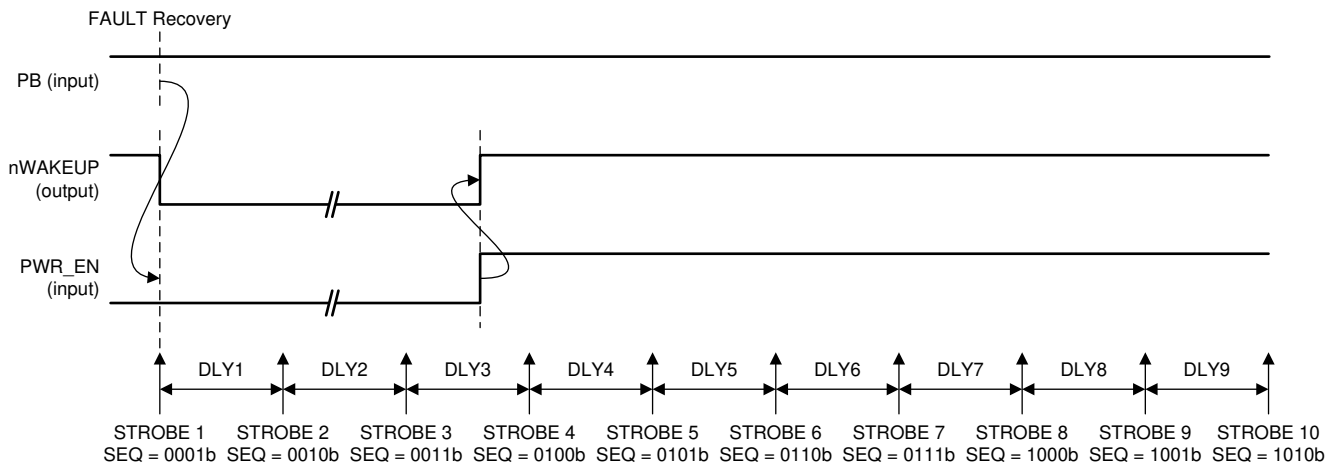 FAULT Recovery
PB (input)
nWAKEUP
(output)
PWR_EN
(input)
DLY1 DLY2 DLY3 DLY4 DLY5 DLY6 DLY7 DLY8 DLY9
STROBE 1 STROBE 2 STROBE 3 STROBE 4 STROBE 5 STROBE 6 STROBE 7 STROBE 8 STROBE 9 STROBE 10
SEQ = 0001b SEQ = 0010b SEQ = 0011b SEQ = 0100b SEQ = 0101b SEQ = 0110b SEQ = 0111b SEQ = 1000b SEQ = 1001b SEQ = 1010b